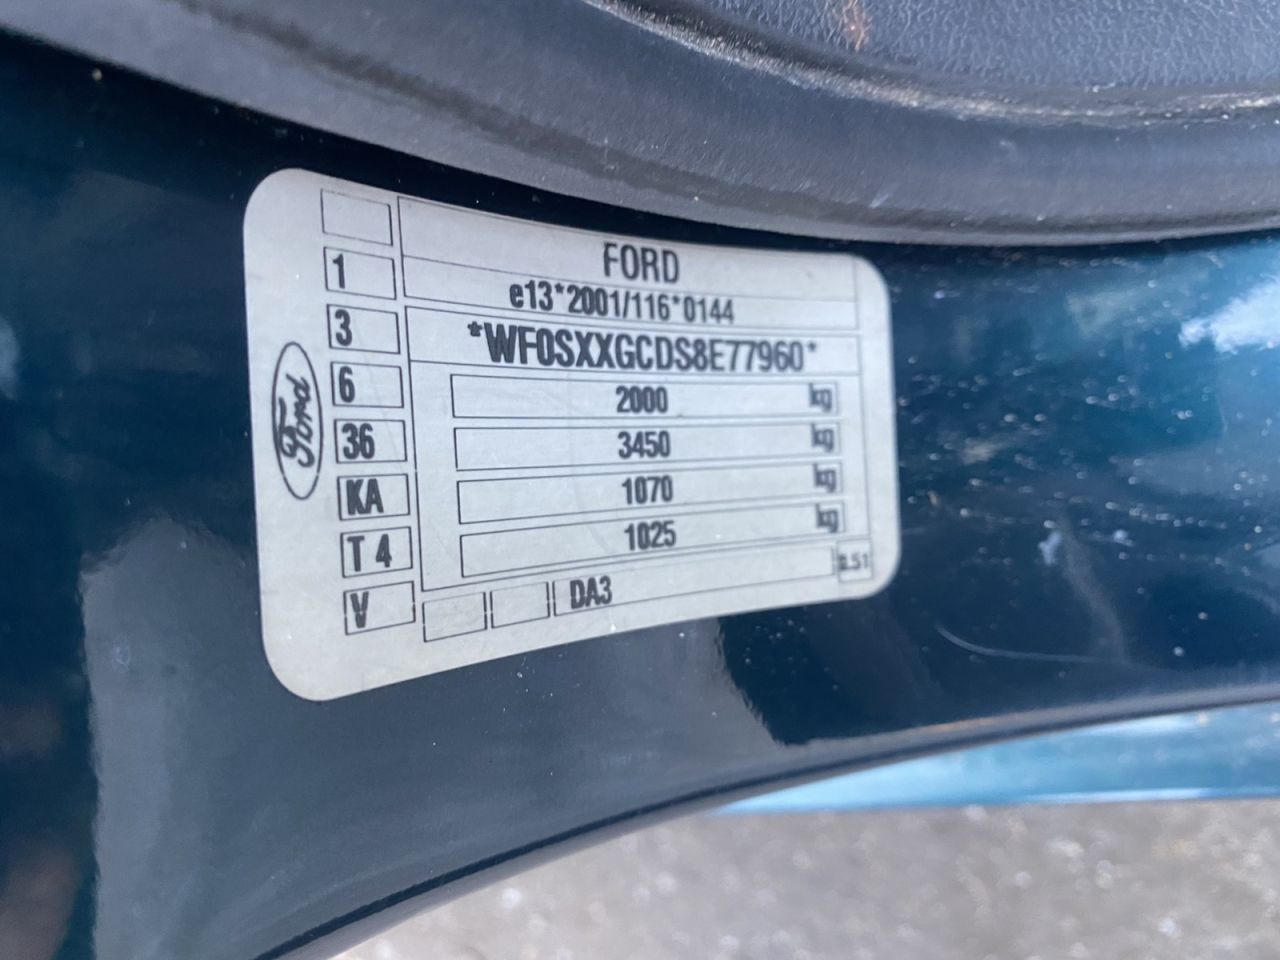 FORD
1
e13*2001/116*0144
3
*WF0SXXGCDS8E77960*
6
2000 kg
36
3450 kg
KA
1070 kg
T 4
1025 kg
V
DA3
Ford